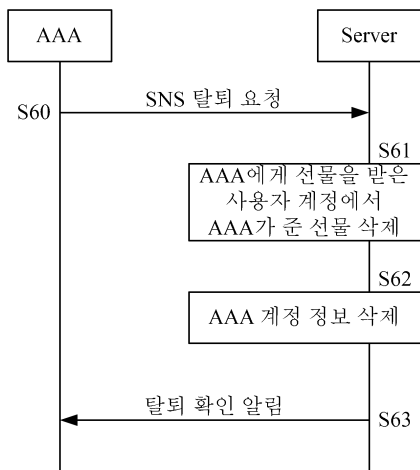 AAA
Server
S60
SNS 탈퇴 요청
S61
AAA에게 선물을 받은
사용자 계정에서
AAA가 준 선물 삭제
S62
AAA 계정 정보 삭제
탈퇴 확인 알림
S63